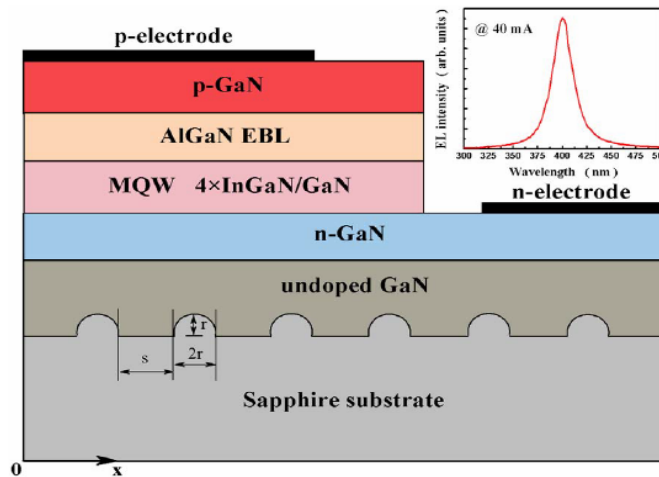 p-electrode
p-GaN
AlGaN EBL
MQW 4×InGaN/GaN
n-electrode
n-GaN
undoped GaN
r
s
2r
Sapphire substrate
0
x
@ 40 mA
EL intensity ( arb. units )
300 325 350 375 400 425 450 475 500
Wavelength ( nm )